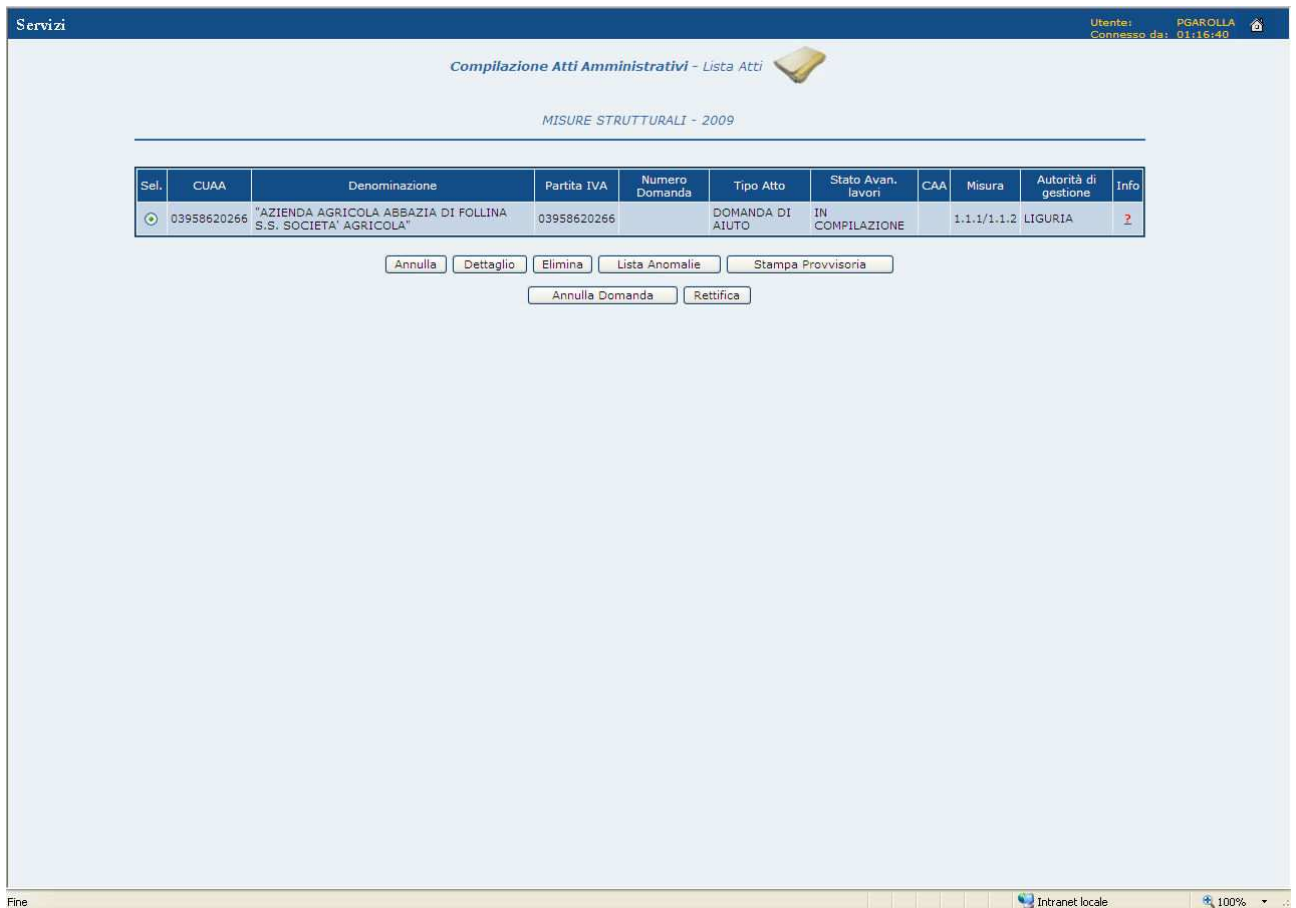 Servizi
Utente: PGAROLLA
Connesso da: 01:16:40
Compilazione Atti Amministrativi - Lista Atti
MISURE STRUTTURALI - 2009
Sel. CUAA Denominazione Partita IVA Numero Domanda Tipo Atto Stato Avan. lavori CAA Misura Autorità di gestione Info
03958620266 "AZIENDA AGRICOLA ABBAZIA DI FOLLINA S.S. SOCIETA' AGRICOLA" 03958620266 DOMANDA DI AIUTO IN COMPILAZIONE 1.1.1/1.1.2 LIGURIA ?
Annulla Dettaglio Elimina Lista Anomalie Stampa Provvisoria
Annulla Domanda Rettifica
Fine Intranet locale 100%